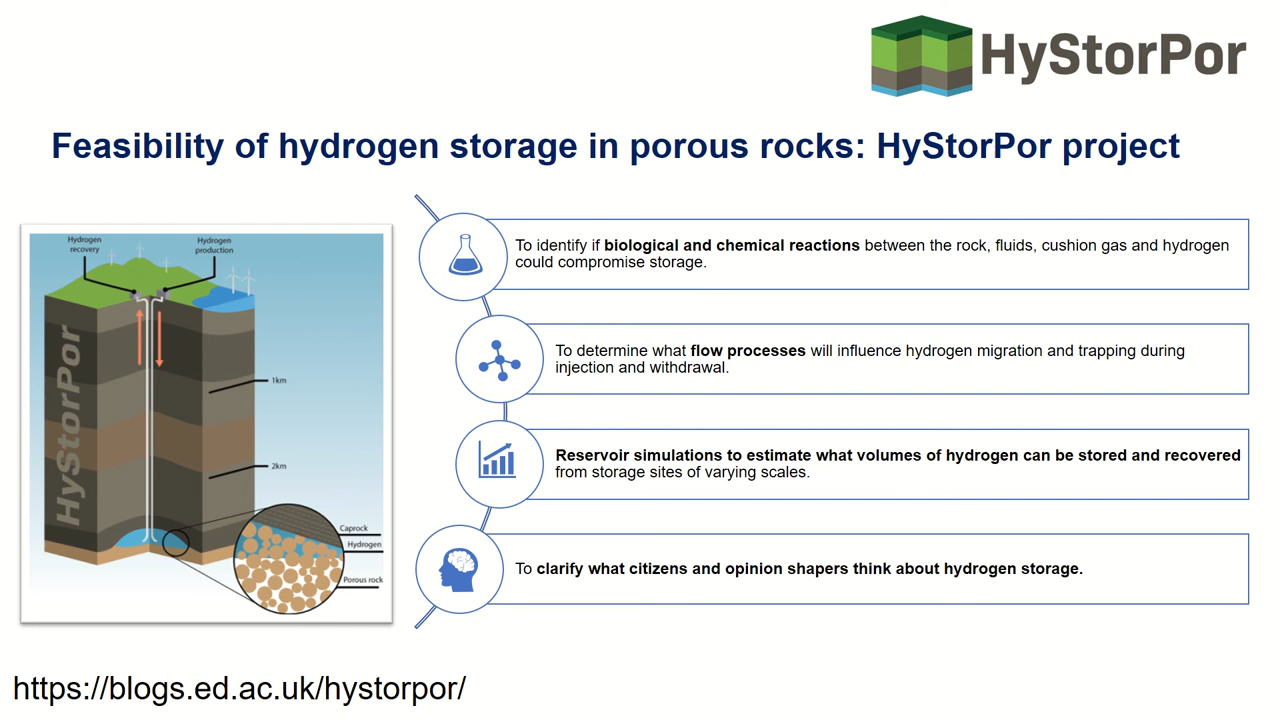 HyStorPor
Feasibility of hydrogen storage in porous rocks: HyStorPor project
Hydrogen
recovery
Hydrogen
production
HyStorPor
1km
2km
Caprock
Hydrogen
Porous rock
To identify if biological and chemical reactions between the rock, fluids, cushion gas and hydrogen
could compromise storage.
To determine what flow processes will influence hydrogen migration and trapping during
injection and withdrawal.
Reservoir simulations to estimate what volumes of hydrogen can be stored and recovered
from storage sites of varying scales.
To clarify what citizens and opinion shapers think about hydrogen storage.
https://blogs.ed.ac.uk/hystorpor/